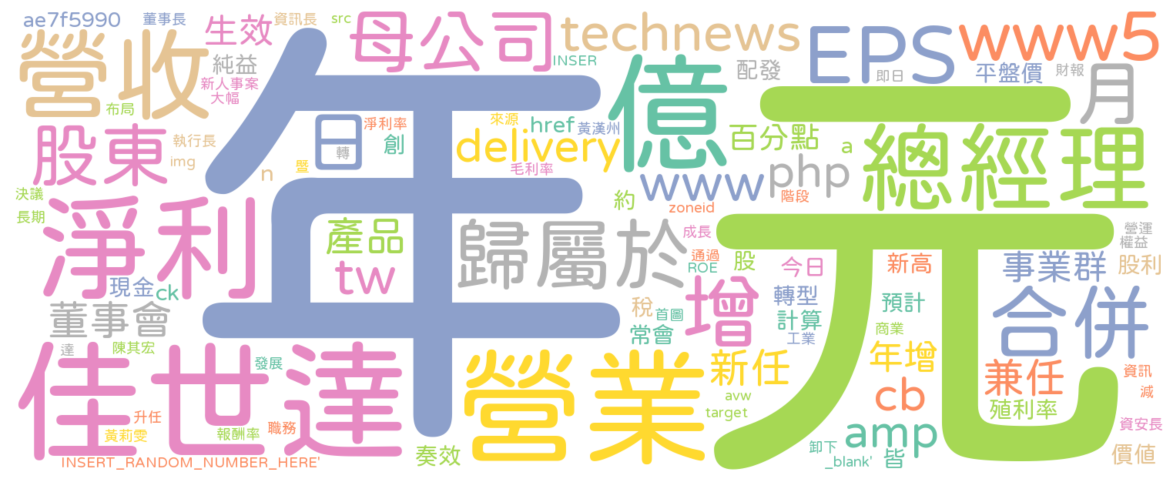 ae7f5990
董事長
資訊長
src
生效
母公司
technews
EPS
www5
INSER
營收
純益
新人事案
大幅
布局
年
億
配發
即日
平盤價
財報
月
股東
執行長
img
日
轉
淨利率
創
來源
href
黃漢州
delivery
百分點
a
總經理
毛利率
暨
n
www
php
階段
約
zoneid
決議
長期
淨利
產品
tw
歸屬於
成長
通過
ROE
股
元
營運
權益
今日
新高
事業群
股利
現金
ck
董事會
增
稅
首圖
常會
轉型
計算
工業
預計
商業
合併
達
陳其宏
發展
佳世達
營業
新任
年增
兼任
資訊
減
avw
target
cb
殖利率
升任
黃莉雯
報酬率
職務
奏效
amp
皆
卸下
_blank'
資安長
價值
INSERT_RANDOM_NUMBER_HERE'